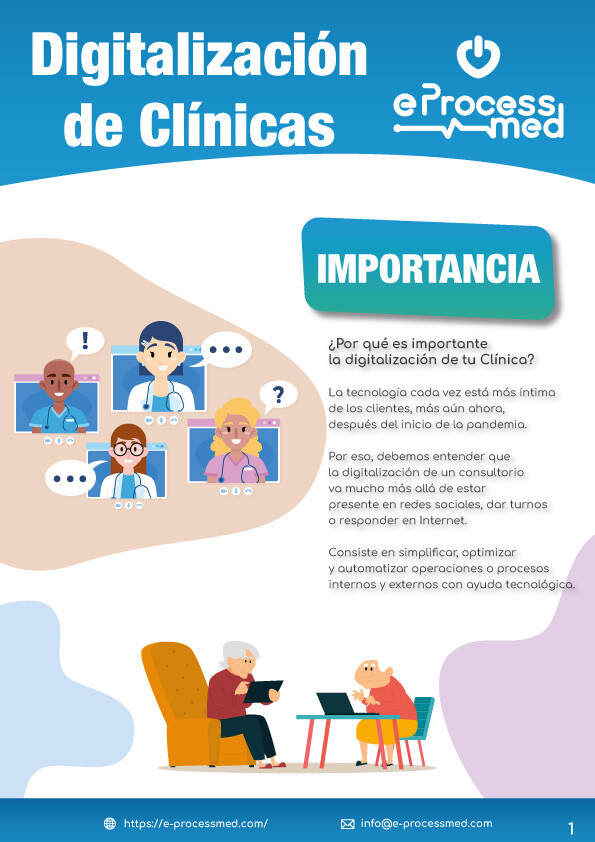 Digitalización
de Clínicas
e Process
med
IMPORTANCIA
¿Por qué es importante
la digitalización de tu Clínica?
La tecnología cada vez está más íntima
de los clientes, más aún ahora,
después del inicio de la pandemia.
Por eso, debemos entender que
la digitalización de un consultorio
va mucho más allá de estar
presente en redes sociales, dar turnos
o responder en Internet.
Consiste en simplificar, optimizar
y automatizar operaciones o procesos
internos y externos con ayuda tecnológica.
!
...
?
...
https://e-processmed.com/
info@e-processmed.com
1